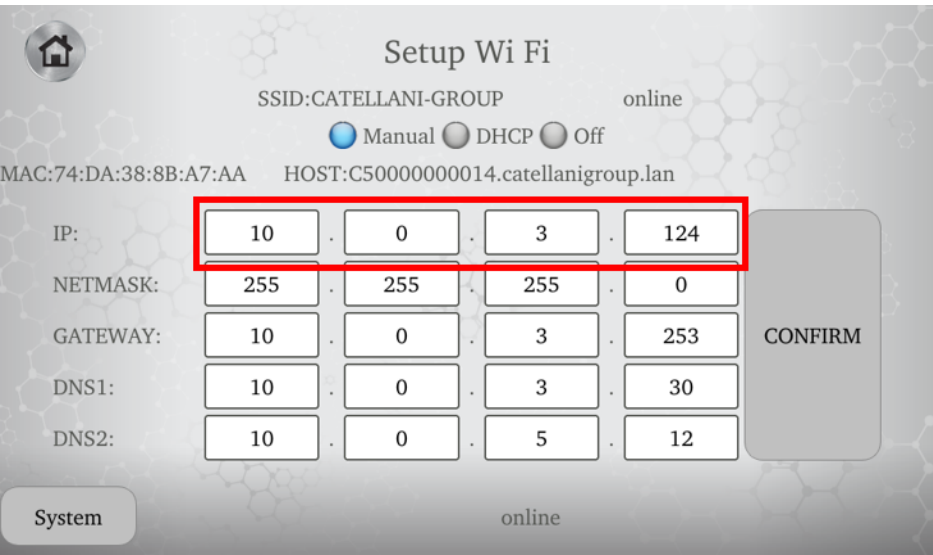 Setup Wi Fi
SSID:CATELLANI-GROUP online
Manual DHCP Off
MAC:74:DA:38:8B:A7:AA HOST:C50000000014.catellanigroup.lan
IP: 10 . 0 . 3 . 124
NETMASK: 255 . 255 . 255 . 0
GATEWAY: 10 . 0 . 3 . 253 CONFIRM
DNS1: 10 . 0 . 3 . 30
DNS2: 10 . 0 . 5 . 12
System online